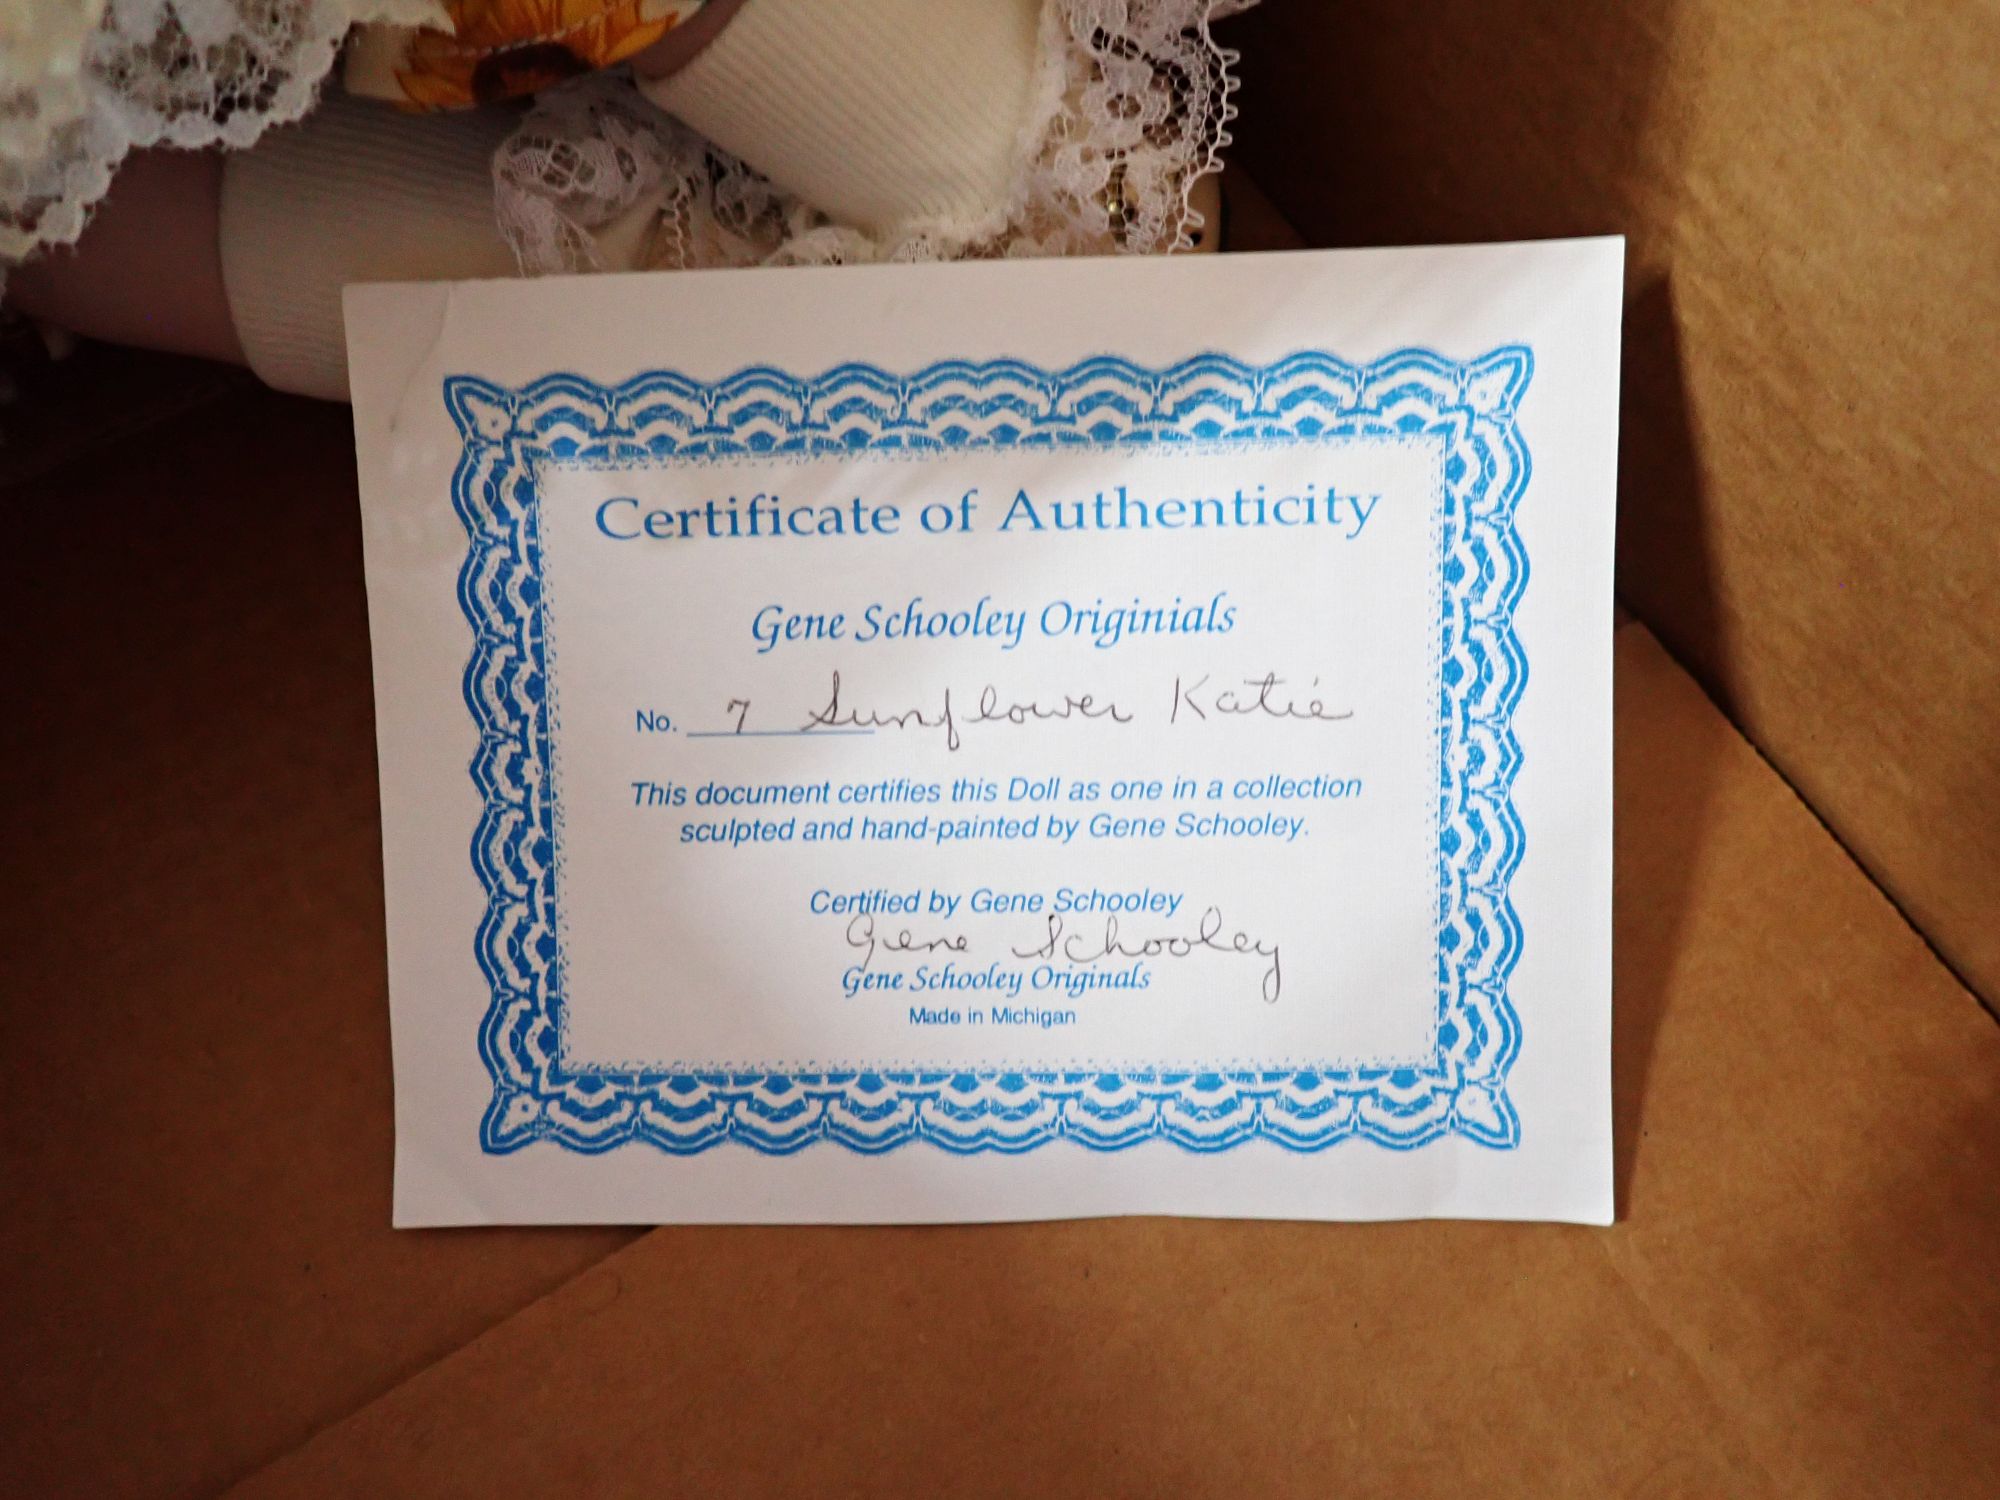 Certificate of Authenticity
Gene Schooley Originials
No. 7 Sunflower Katie
This document certifies this Doll as one in a collection
sculpted and hand-painted by Gene Schooley.
Certified by Gene Schooley
Gene Schooley
Gene Schooley Originals
Made in Michigan